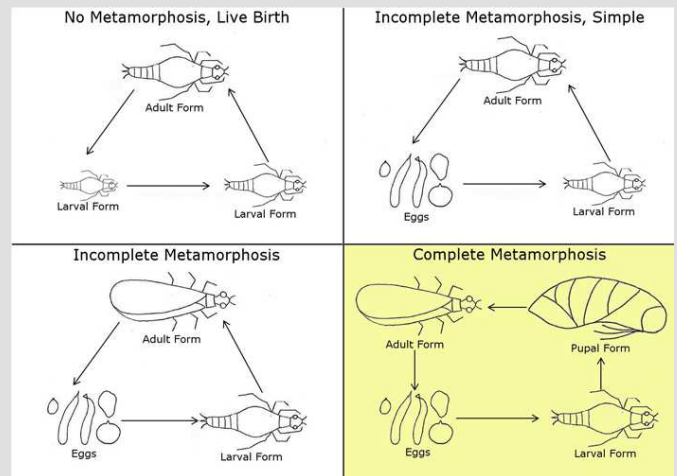 No Metamorphosis, Live Birth
Adult Form
Larval Form
Larval Form
Incomplete Metamorphosis, Simple
Adult Form
Eggs
Larval Form
Incomplete Metamorphosis
Adult Form
Eggs
Larval Form
Complete Metamorphosis
Adult Form
Pupal Form
Eggs
Larval Form